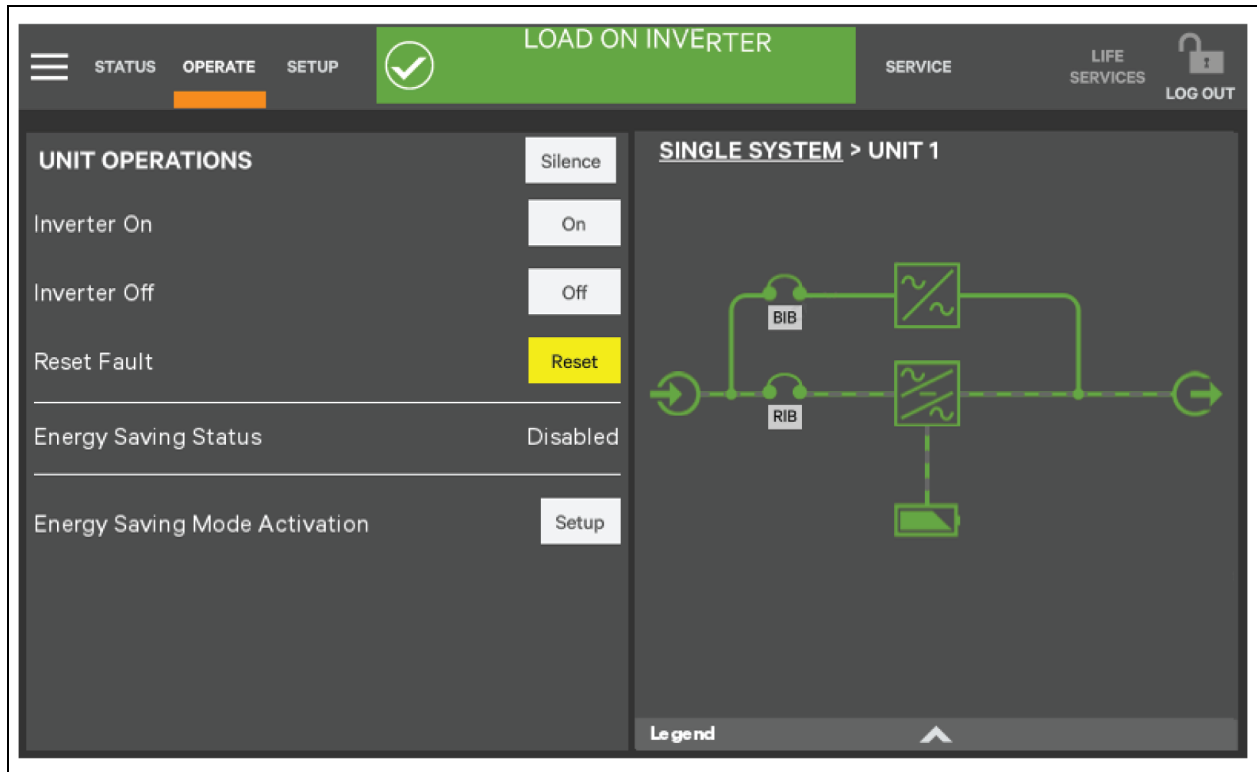 STATUS OPERATE SETUP
LOAD ON INVERTER
SERVICE
LIFE
SERVICES
LOG OUT
UNIT OPERATIONS
Silence
Inverter On
On
Inverter Off
Off
Reset Fault
Reset
Energy Saving Status
Disabled
Energy Saving Mode Activation
Setup
SINGLE SYSTEM > UNIT 1
BIB
RIB
Legend